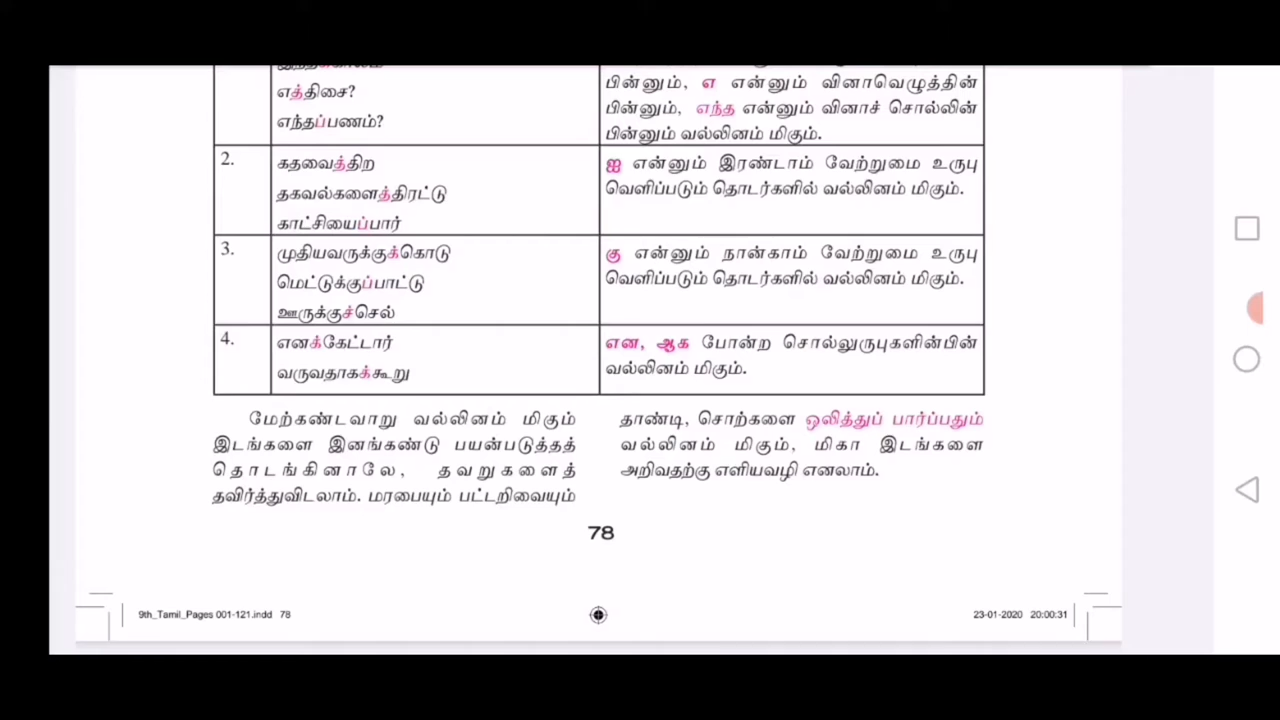 எத்திசை?
எந்தப்பணம்?
பின்னும், எ என்னும் வினாவெழுத்தின்
பின்னும், எந்த என்னும் வினாச் சொல்லின்
பின்னும் வல்லினம் மிகும்.
2.
கதவைத்திற
தகவல்களைத்திரட்டு
காட்சியைப்பார்
ஐ என்னும் இரண்டாம் வேற்றுமை உருபு
வெளிப்படும் தொடர்களில் வல்லினம் மிகும்.
3.
முதியவருக்குக்கொடு
மெட்டுக்குப்பாட்டு
ஊருக்குச்செல்
கு என்னும் நான்காம் வேற்றுமை உருபு
வெளிப்படும் தொடர்களில் வல்லினம் மிகும்.
4.
எனக்கேட்டார்
வருவதாகக்கூறு
என, ஆக போன்ற சொல்லுருபுகளின்பின்
வல்லினம் மிகும்.
மேற்கண்டவாறு வல்லினம் மிகும்
இடங்களை இனங்கண்டு பயன்படுத்தத்
தொடங்கினாலே, தவறுகளைத்
தவிர்த்துவிடலாம். மரபையும் பட்டறிவையும்
தாண்டி, சொற்களை ஒலித்துப் பார்ப்பதும்
வல்லினம் மிகும், மிகா இடங்களை
அறிவதற்கு எளியவழி எனலாம்.
78
9th_Tamil_Pages 001-121.indd 78
23-01-2020 20:00:31